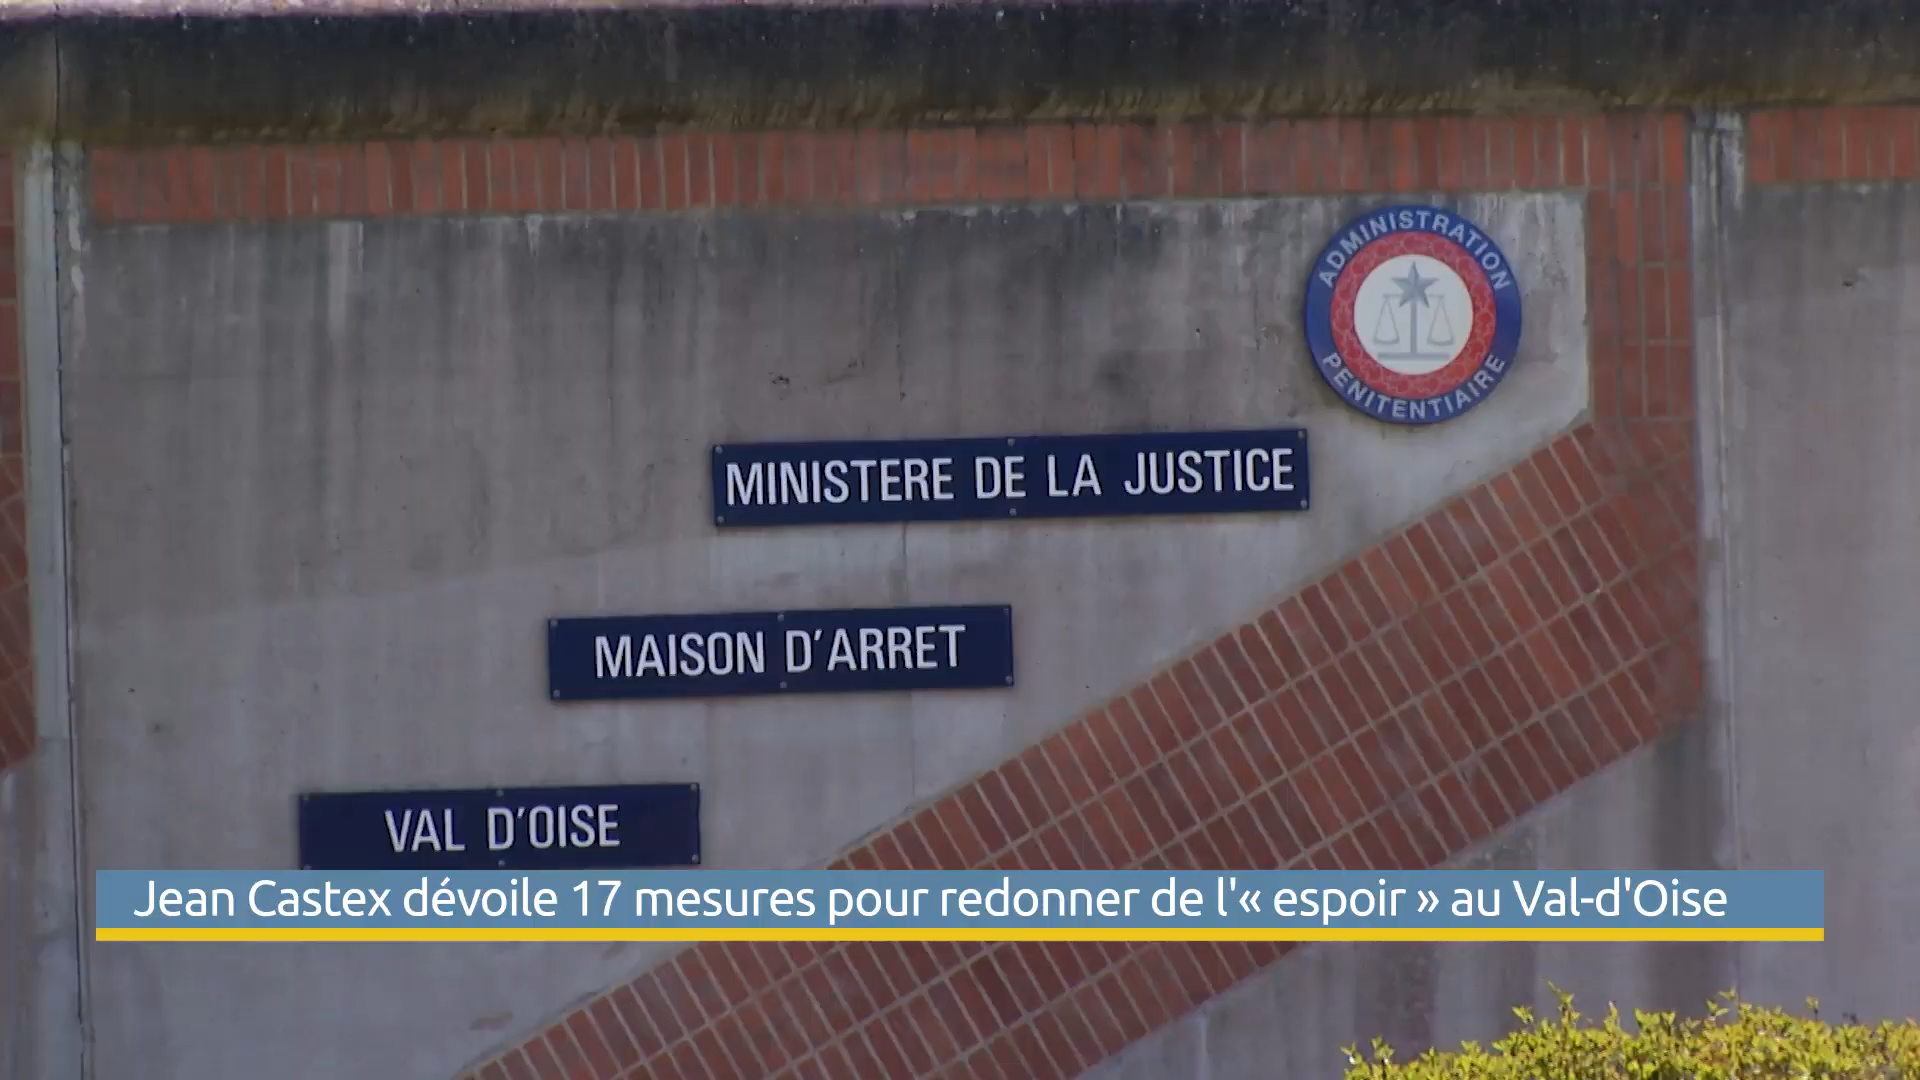 ADMINISTRATION
PENITENTIAIRE
MINISTERE DE LA JUSTICE
MAISON D'ARRET
VAL D'OISE
Jean Castex dévoile 17 mesures pour redonner de l'« espoir » au Val-d'Oise